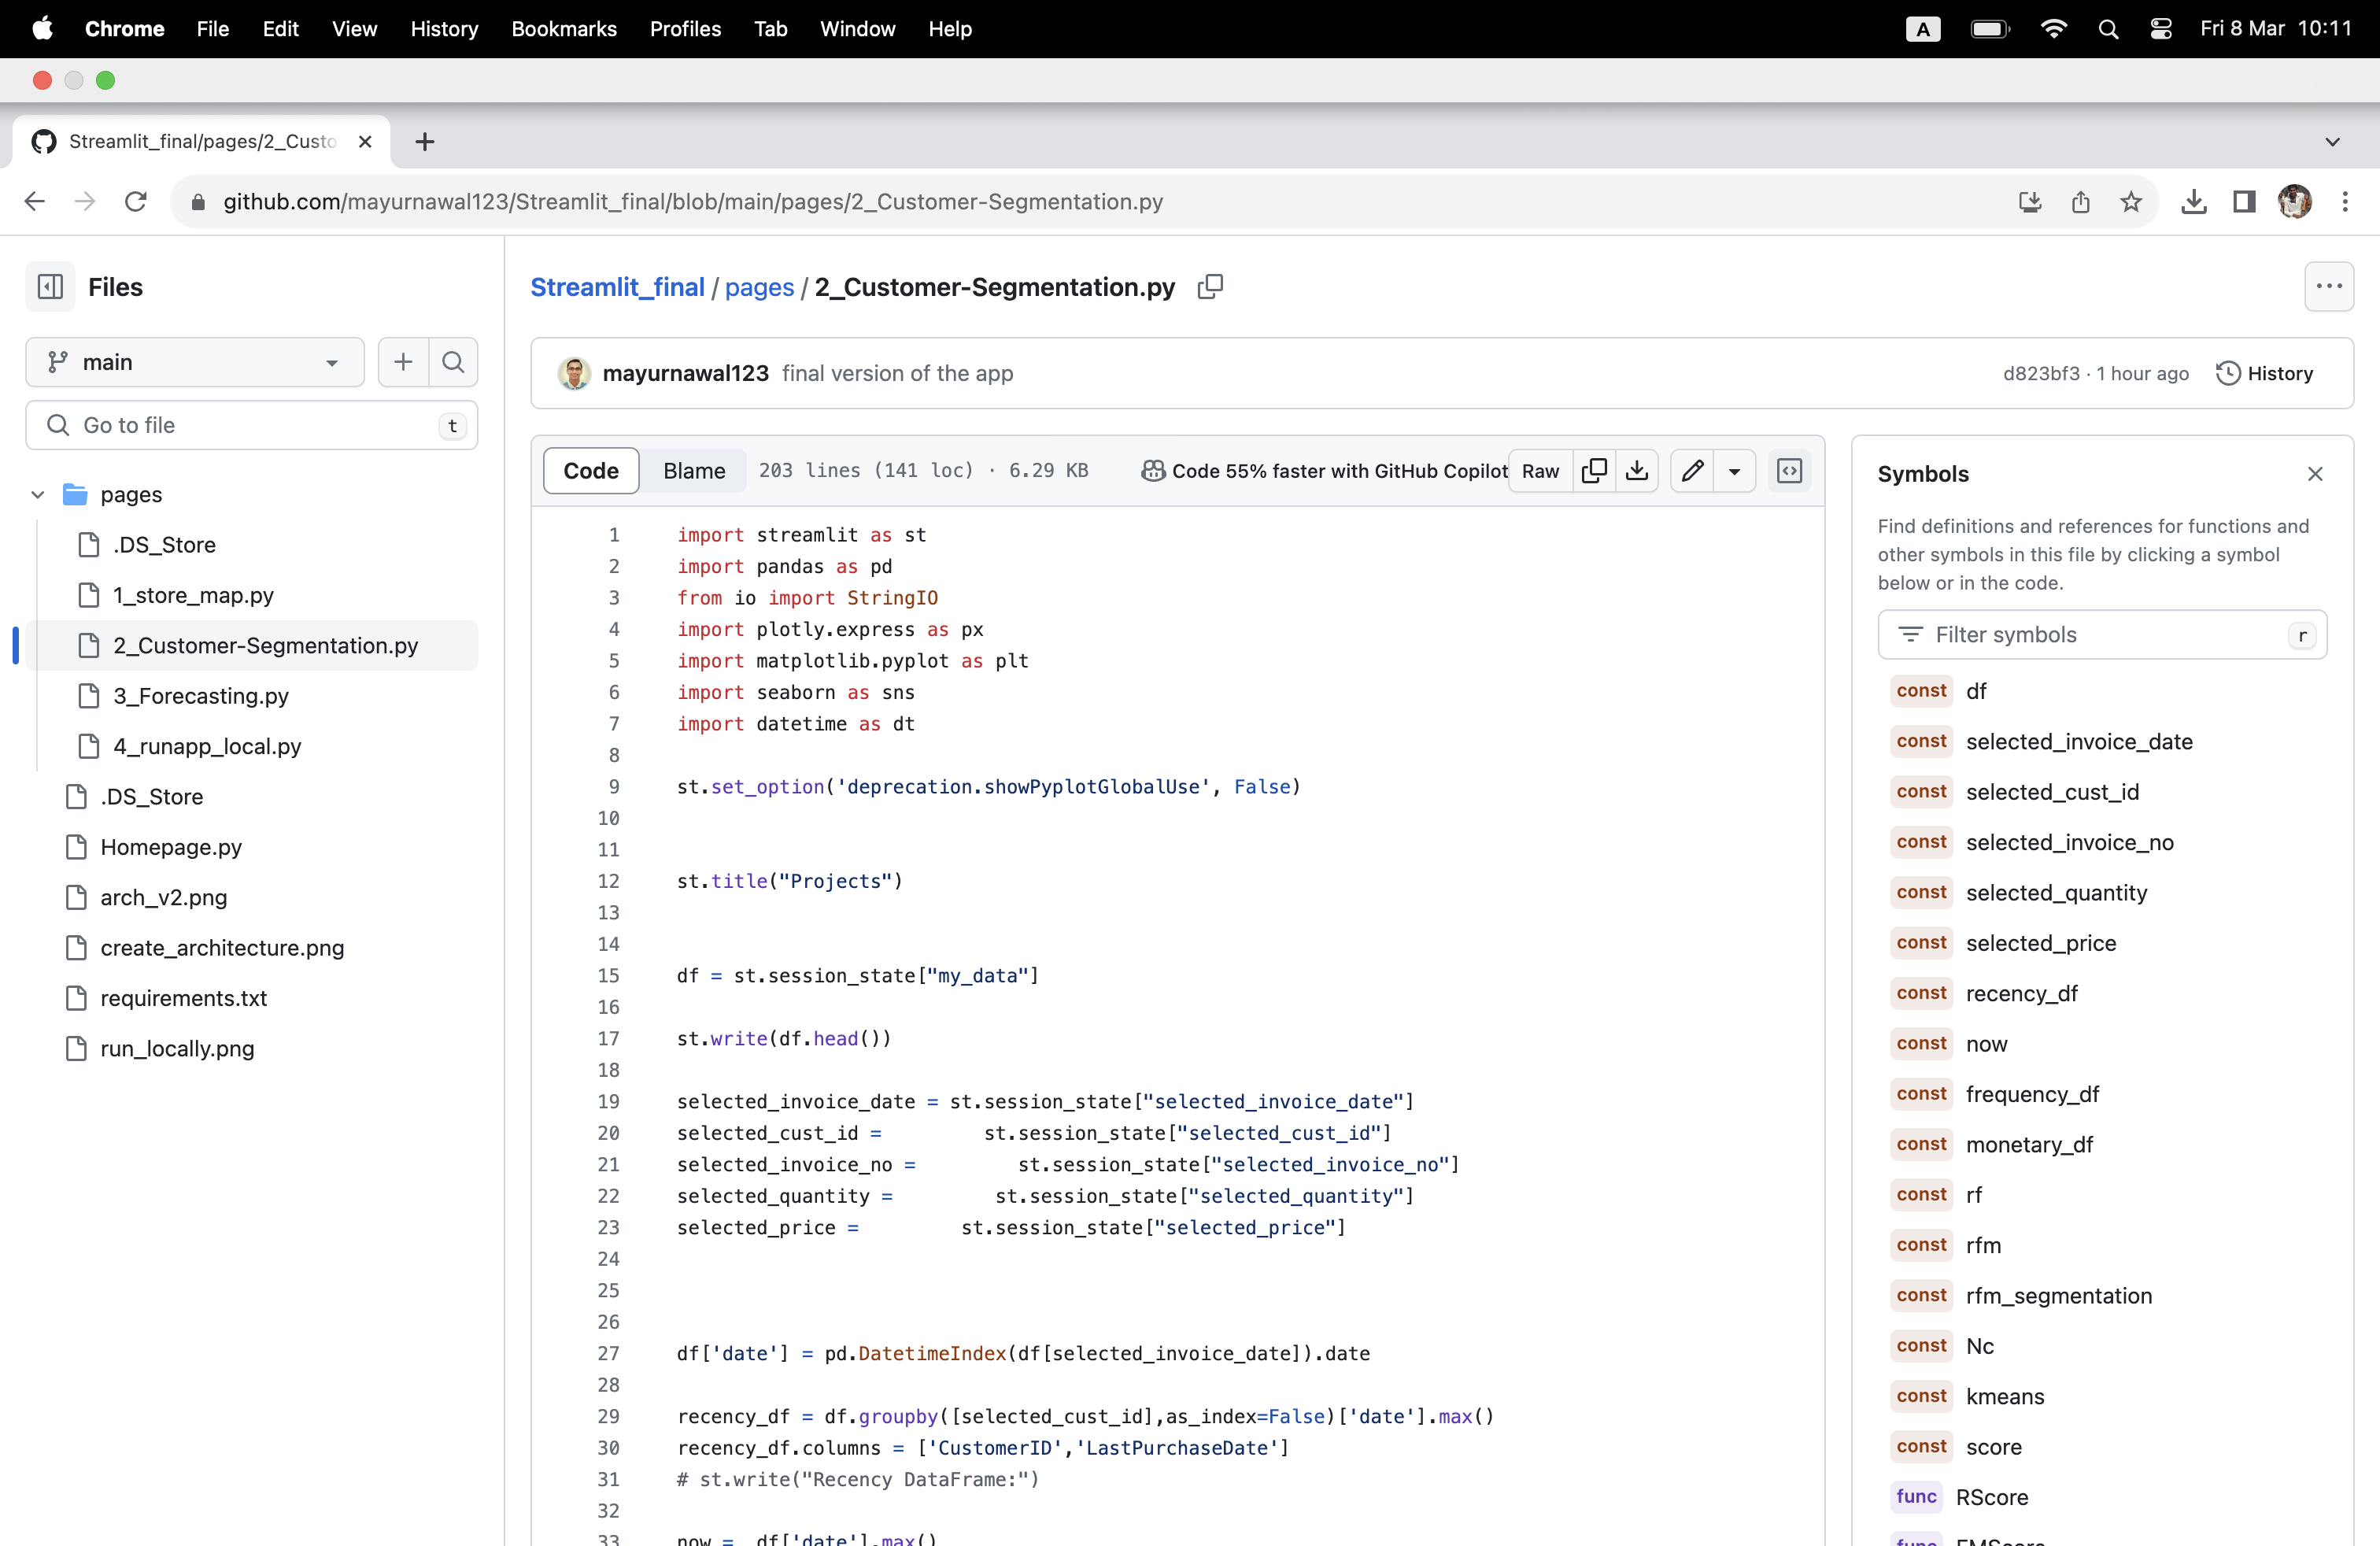 Chrome File Edit View History Bookmarks Profiles Tab Window Help A Fri 8 Mar 10:11
Streamlit_final/pages/2_Custo
github.com/mayurnawal123/Streamlit_final/blob/main/pages/2_Customer-Segmentation.py
Files
main
Go to file t
pages
.DS_Store
1_store_map.py
2_Customer-Segmentation.py
3_Forecasting.py
4_runapp_local.py
.DS_Store
Homepage.py
arch_v2.png
create_architecture.png
requirements.txt
run_locally.png
Streamlit_final / pages / 2_Customer-Segmentation.py
mayurnawal123 final version of the app d823bf3 · 1 hour ago History
Code Blame 203 lines (141 loc) · 6.29 KB Code 55% faster with GitHub Copilot Raw
1 import streamlit as st
2 import pandas as pd
3 from io import StringIO
4 import plotly.express as px
5 import matplotlib.pyplot as plt
6 import seaborn as sns
7 import datetime as dt
8
9 st.set_option('deprecation.showPyplotGlobalUse', False)
10
11
12 st.title("Projects")
13
14
15 df = st.session_state["my_data"]
16
17 st.write(df.head())
18
19 selected_invoice_date = st.session_state["selected_invoice_date"]
20 selected_cust_id = st.session_state["selected_cust_id"]
21 selected_invoice_no = st.session_state["selected_invoice_no"]
22 selected_quantity = st.session_state["selected_quantity"]
23 selected_price = st.session_state["selected_price"]
24
25
26
27 df['date'] = pd.DatetimeIndex(df[selected_invoice_date]).date
28
29 recency_df = df.groupby([selected_cust_id],as_index=False)['date'].max()
30 recency_df.columns = ['CustomerID','LastPurchaseDate']
31 # st.write("Recency DataFrame:")
32
33 now = df['date'].max()
Symbols
Find definitions and references for functions and
other symbols in this file by clicking a symbol
below or in the code.
Filter symbols r
const df
const selected_invoice_date
const selected_cust_id
const selected_invoice_no
const selected_quantity
const selected_price
const recency_df
const now
const frequency_df
const monetary_df
const rf
const rfm
const rfm_segmentation
const Nc
const kmeans
const score
func RScore
func FMScore